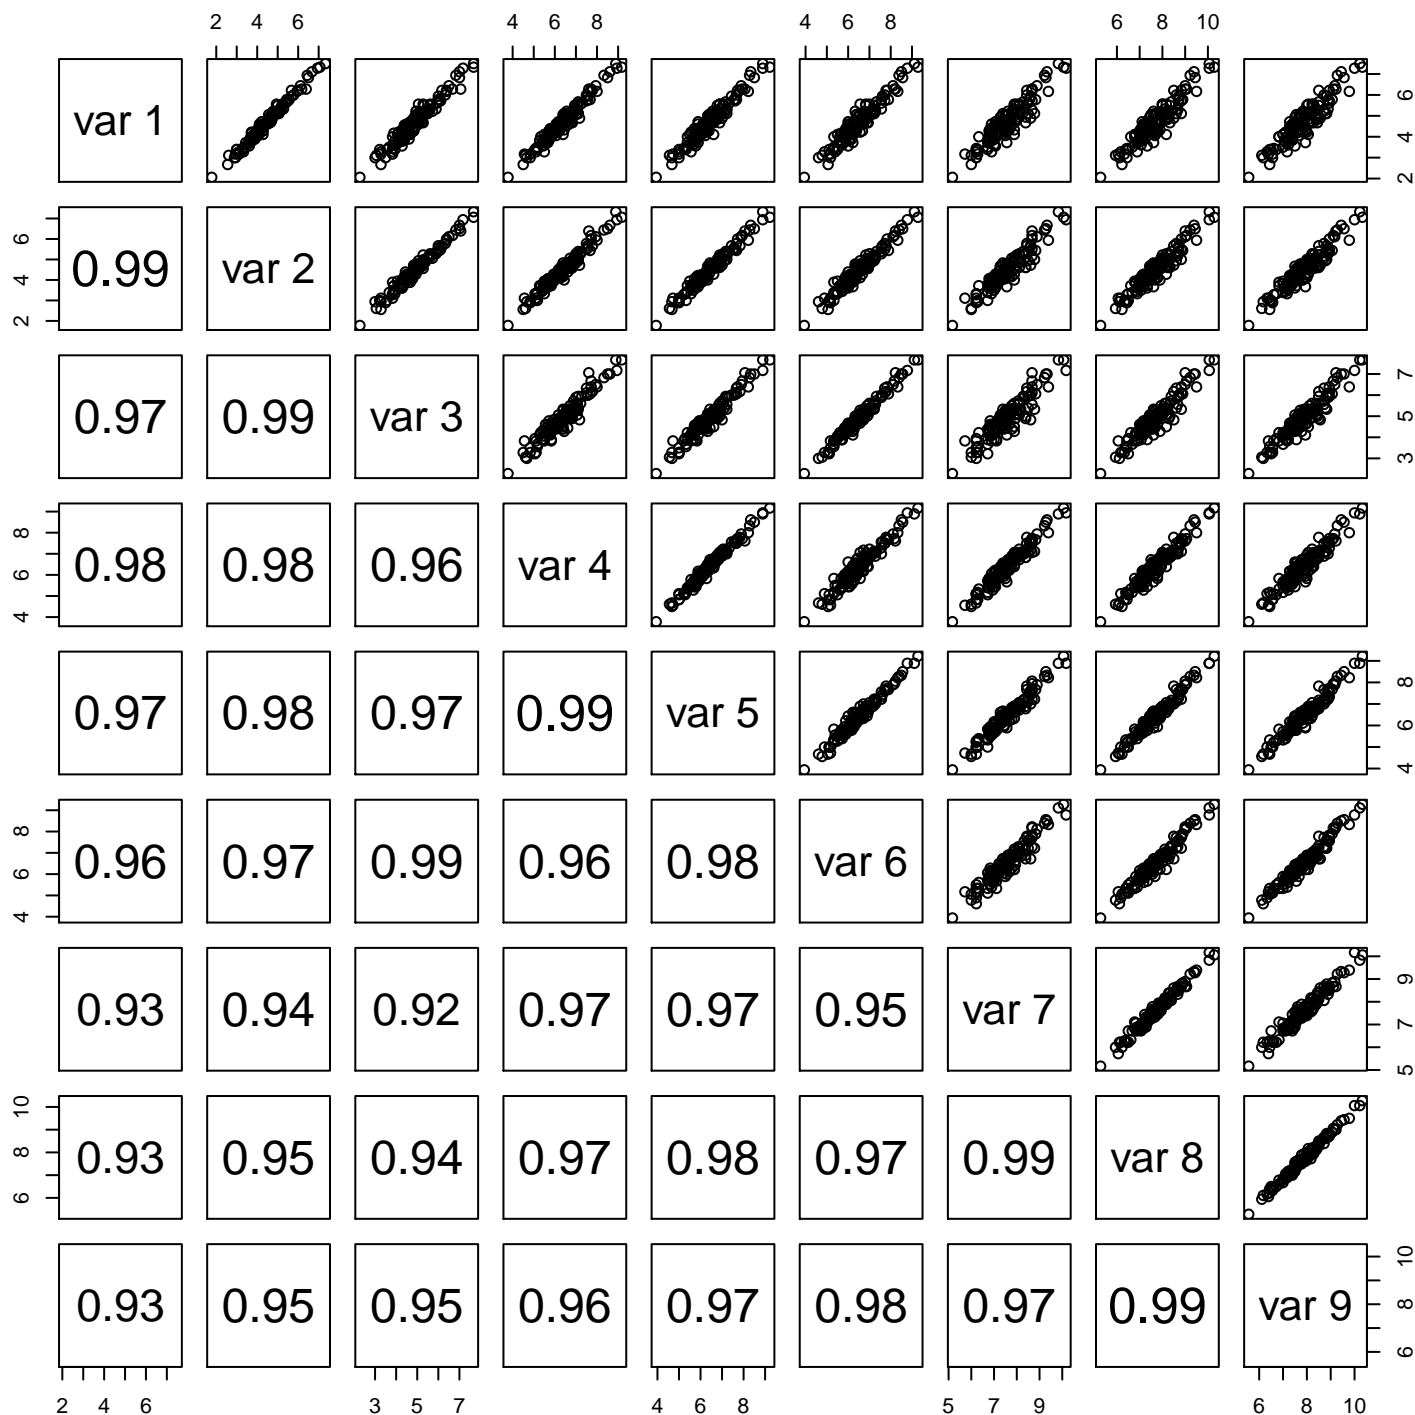 2 4 6 4 6 8 4 6 8 6 8 10
var 1 2 4 6
2 4 6 0.99 var 2
0.97 0.99 var 3 3 5 7
4 6 8 0.98 0.98 0.96 var 4
0.97 0.98 0.97 0.99 var 5 4 6 8
4 6 8 0.96 0.97 0.99 0.96 0.98 var 6
0.93 0.94 0.92 0.97 0.97 0.95 var 7 5 7 9
6 8 10 0.93 0.95 0.94 0.97 0.98 0.97 0.99 var 8
0.93 0.95 0.95 0.96 0.97 0.98 0.97 0.99 var 9 6 8 10
2 4 6 3 5 7 4 6 8 5 7 9 6 8 10